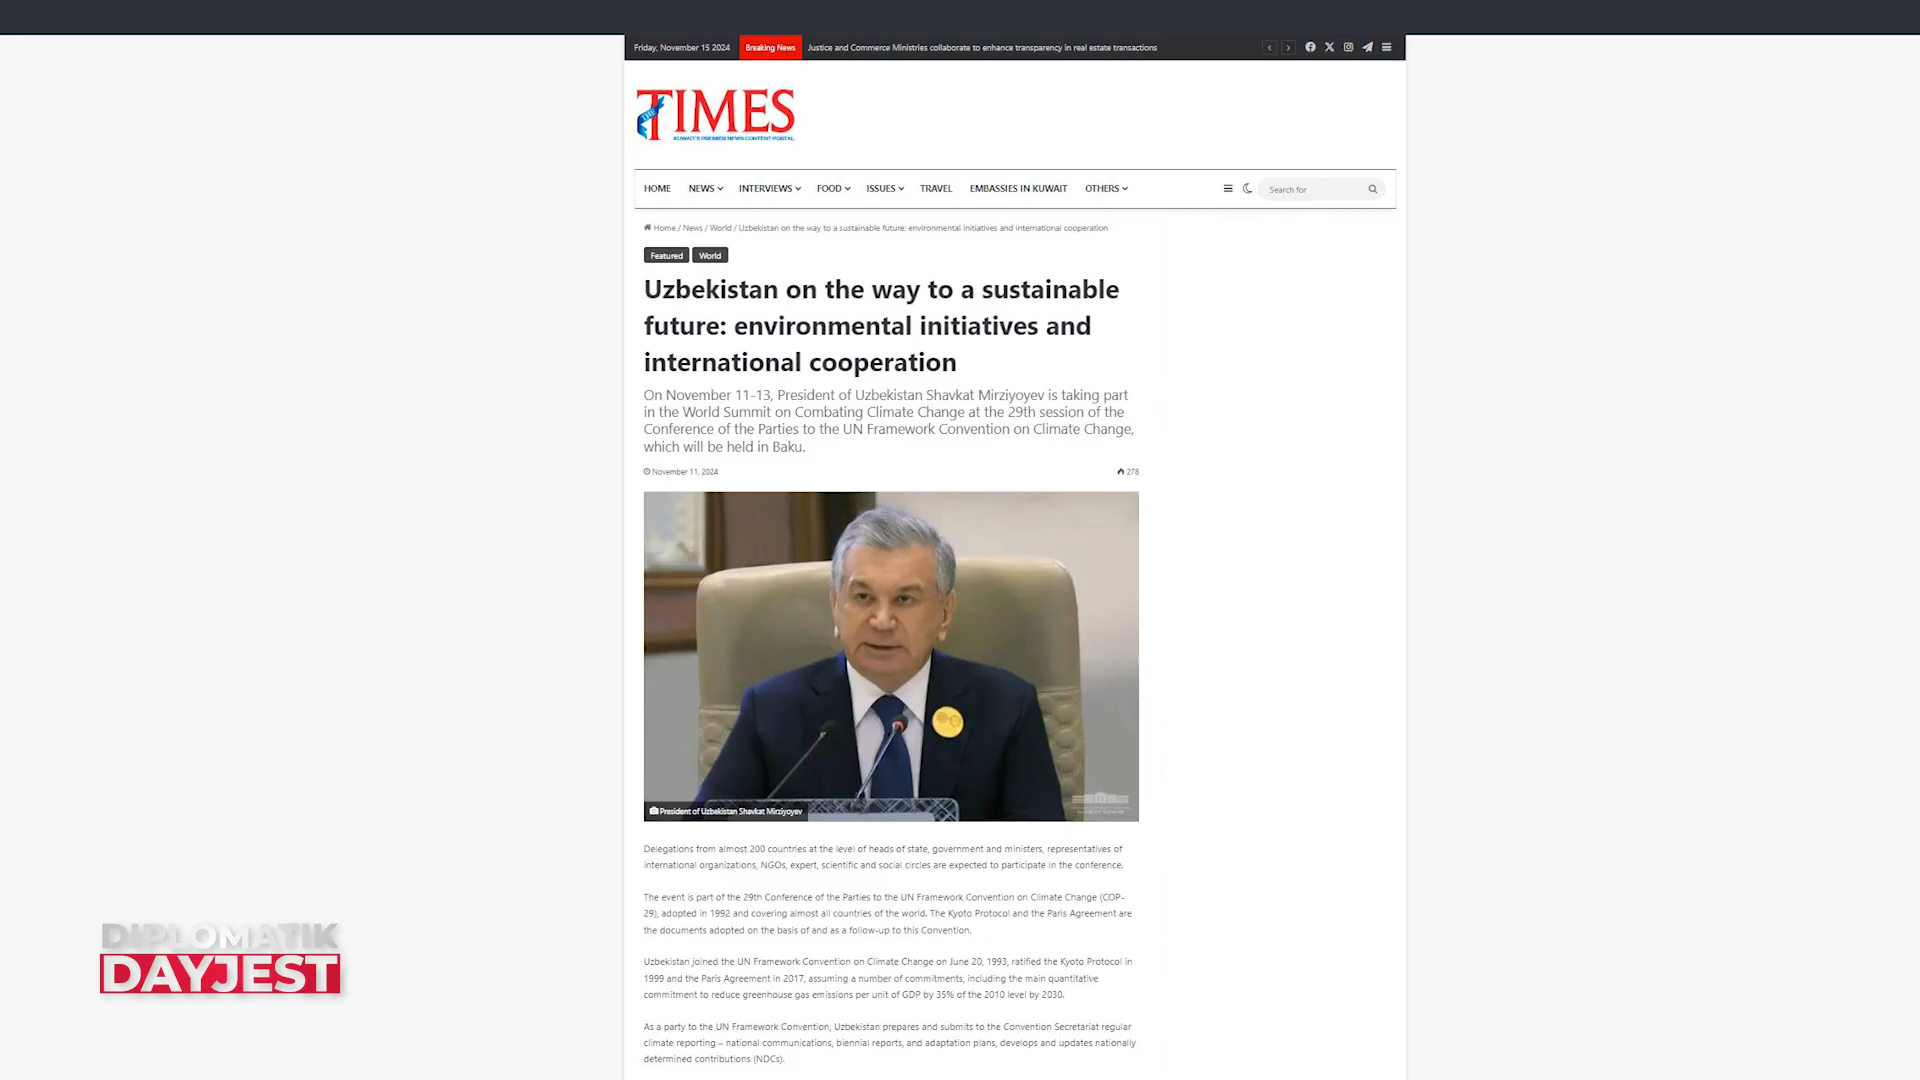 Friday, November 15 2024 Breaking News Justice and Commerce Ministries collaborate to enhance transparency in real estate transactions
THE TIMES
KUWAIT'S PREMIER NEWS CONTENT PORTAL
HOME NEWS INTERVIEWS FOOD ISSUES TRAVEL EMBASSIES IN KUWAIT OTHERS Search for
Home / News / World / Uzbekistan on the way to a sustainable future: environmental initiatives and international cooperation
Featured World
Uzbekistan on the way to a sustainable
future: environmental initiatives and
international cooperation
On November 11-13, President of Uzbekistan Shavkat Mirziyoyev is taking part
in the World Summit on Combating Climate Change at the 29th session of the
Conference of the Parties to the UN Framework Convention on Climate Change,
which will be held in Baku.
November 11, 2024 278
President of Uzbekistan Shavkat Mirziyoyev
Delegations from almost 200 countries at the level of heads of state, government and ministers, representatives of
international organizations, NGOs, expert, scientific and social circles are expected to participate in the conference.
The event is part of the 29th Conference of the Parties to the UN Framework Convention on Climate Change (COP-
29), adopted in 1992 and covering almost all countries of the world. The Kyoto Protocol and the Paris Agreement are
the documents adopted on the basis of and as a follow-up to this Convention.
Uzbekistan joined the UN Framework Convention on Climate Change on June 20, 1993, ratified the Kyoto Protocol in
1999 and the Paris Agreement in 2017, assuming a number of commitments, including the main quantitative
commitment to reduce greenhouse gas emissions per unit of GDP by 35% of the 2010 level by 2030.
As a party to the UN Framework Convention, Uzbekistan prepares and submits to the Convention Secretariat regular
climate reporting – national communications, biennial reports, and adaptation plans, develops and updates nationally
determined contributions (NDCs).
DIPLOMATIK
DAYJEST